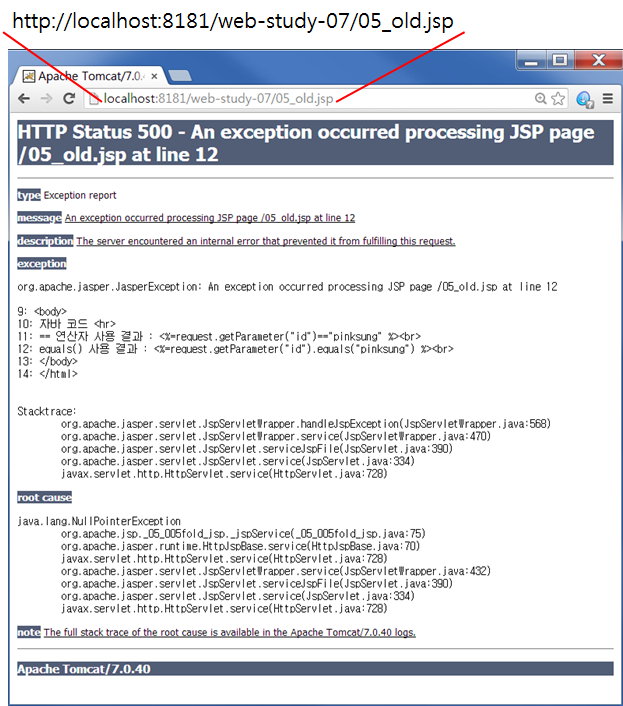 http://localhost:8181/web-study-07/05_old.jsp
Apache Tomcat/7.0.4
localhost:8181/web-study-07/05_old.jsp
HTTP Status 500 - An exception occurred processing JSP page
/05_old.jsp at line 12
type Exception report
message An exception occurred processing JSP page /05_old.jsp at line 12
description The server encountered an internal error that prevented it from fulfilling this request.
exception
org.apache.jasper.JasperException: An exception occurred processing JSP page /05_old.jsp at line 12
9: <body>
10: 자바 코드 <hr>
11: == 연산자 사용 결과 : <%=request.getParameter("id")=="pinksung" %><br>
12: equals() 사용 결과 : <%=request.getParameter("id").equals("pinksung") %><br>
13: </body>
14: </html>
Stacktrace:
org.apache.jasper.servlet.JspServletWrapper.handleJspException(JspServletWrapper.java:568)
org.apache.jasper.servlet.JspServletWrapper.service(JspServletWrapper.java:470)
org.apache.jasper.servlet.JspServlet.serviceJspFile(JspServlet.java:390)
org.apache.jasper.servlet.JspServlet.service(JspServlet.java:334)
javax.servlet.http.HttpServlet.service(HttpServlet.java:728)
root cause
java.lang.NullPointerException
org.apache.jsp._05_005fold_jsp._jspService(_05_005fold_jsp.java:75)
org.apache.jasper.runtime.HttpJspBase.service(HttpJspBase.java:70)
javax.servlet.http.HttpServlet.service(HttpServlet.java:728)
org.apache.jasper.servlet.JspServletWrapper.service(JspServletWrapper.java:432)
org.apache.jasper.servlet.JspServlet.serviceJspFile(JspServlet.java:390)
org.apache.jasper.servlet.JspServlet.service(JspServlet.java:334)
javax.servlet.http.HttpServlet.service(HttpServlet.java:728)
note The full stack trace of the root cause is available in the Apache Tomcat/7.0.40 logs.
Apache Tomcat/7.0.40